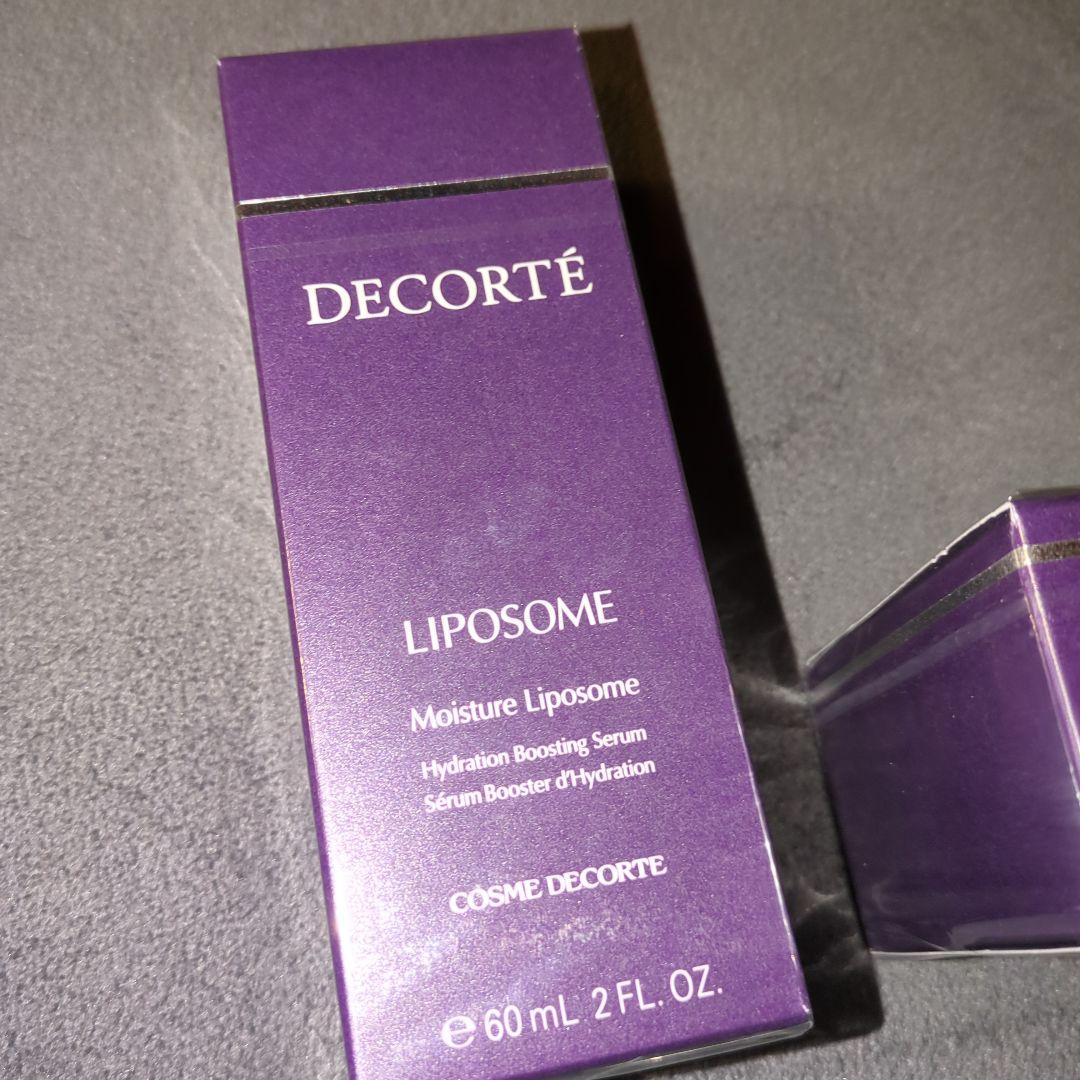 DECORTÉ
LIPOSOME
Moisture Liposome
Hydration Boosting Serum
Sérum Booster d'Hydration
COSME DECORTE
℮ 60 mL 2 FL. OZ.